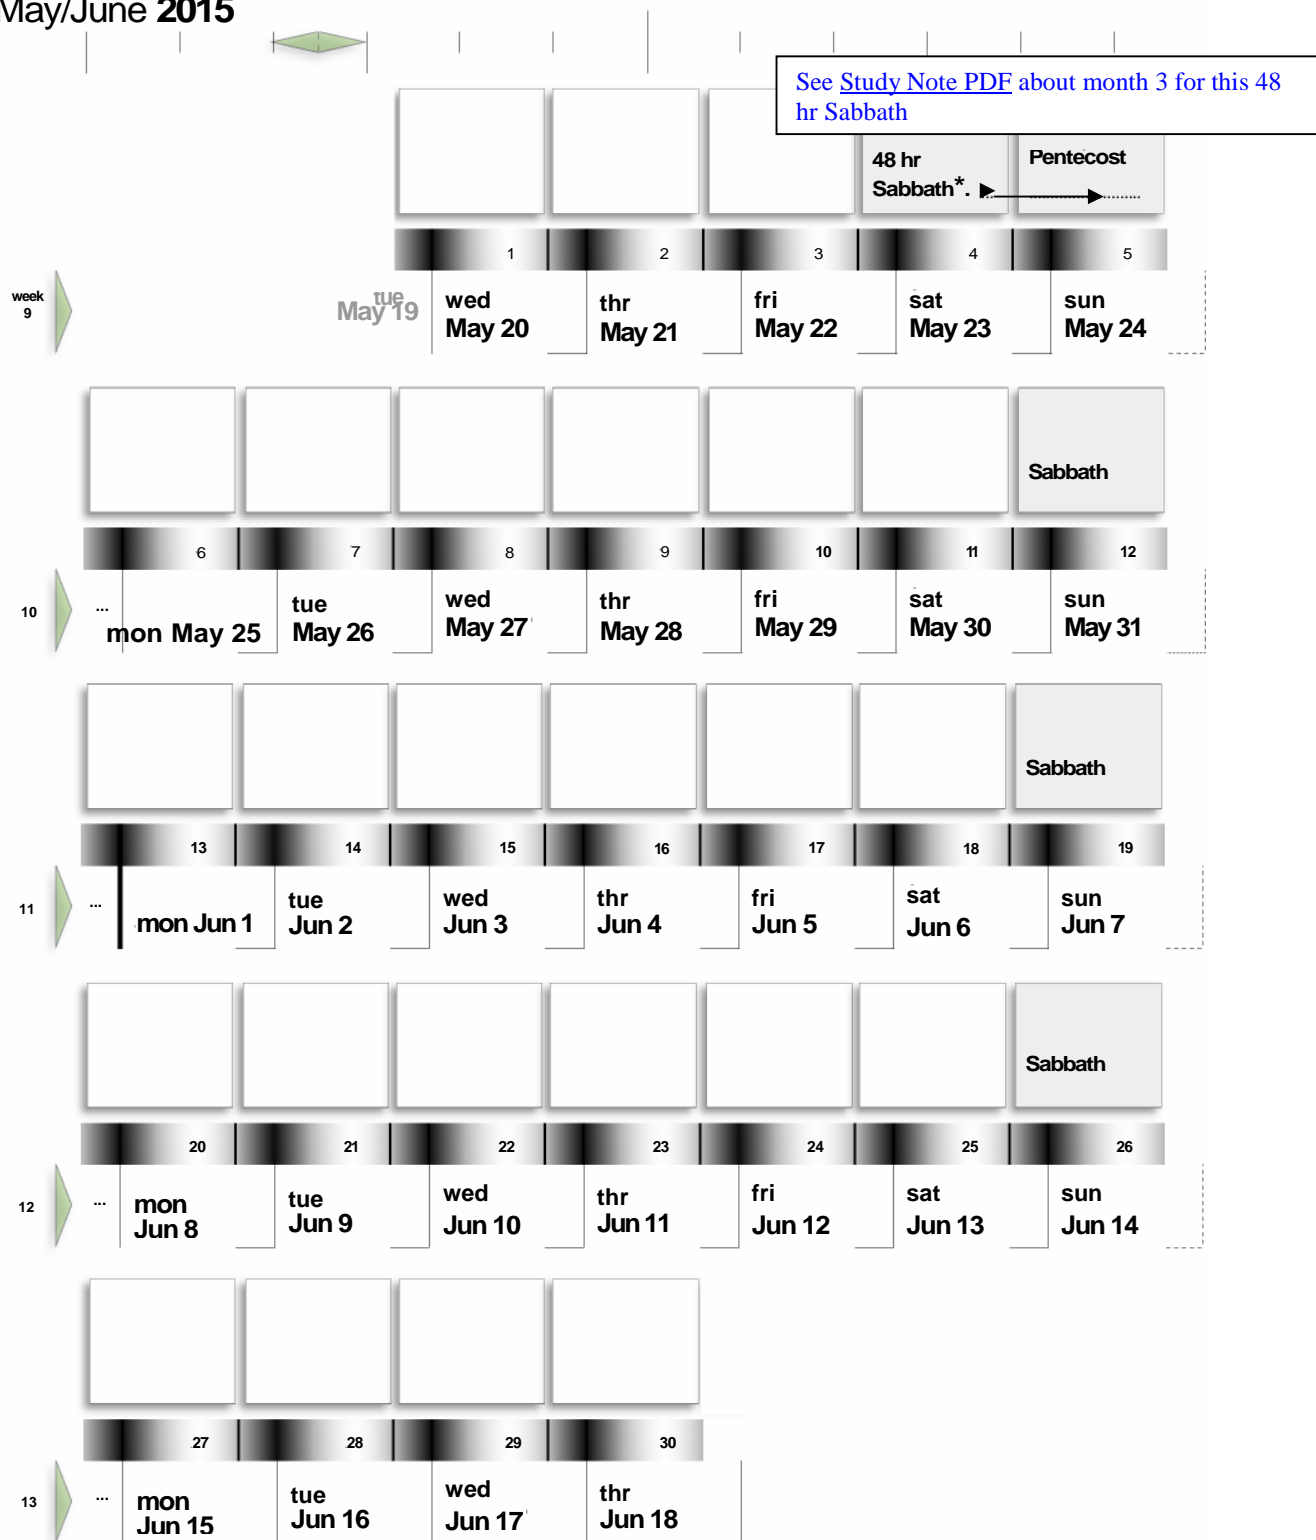 May/June 2015
See Study Note PDF about month 3 for this 48
hr Sabbath
48 hr
Sabbath*.
Pentecost
1 2 3 4 5
week
9
tue
May 19
wed
May 20
thr
May 21
fri
May 22
sat
May 23
sun
May 24
Sabbath
6 7 8 9 10 11 12
10
...
mon May 25
tue
May 26
wed
May 27
thr
May 28
fri
May 29
sat
May 30
sun
May 31
Sabbath
13 14 15 16 17 18 19
11
...
mon Jun 1
tue
Jun 2
wed
Jun 3
thr
Jun 4
fri
Jun 5
sat
Jun 6
sun
Jun 7
Sabbath
20 21 22 23 24 25 26
12
...
mon
Jun 8
tue
Jun 9
wed
Jun 10
thr
Jun 11
fri
Jun 12
sat
Jun 13
sun
Jun 14
27 28 29 30
13
...
mon
Jun 15
tue
Jun 16
wed
Jun 17
thr
Jun 18